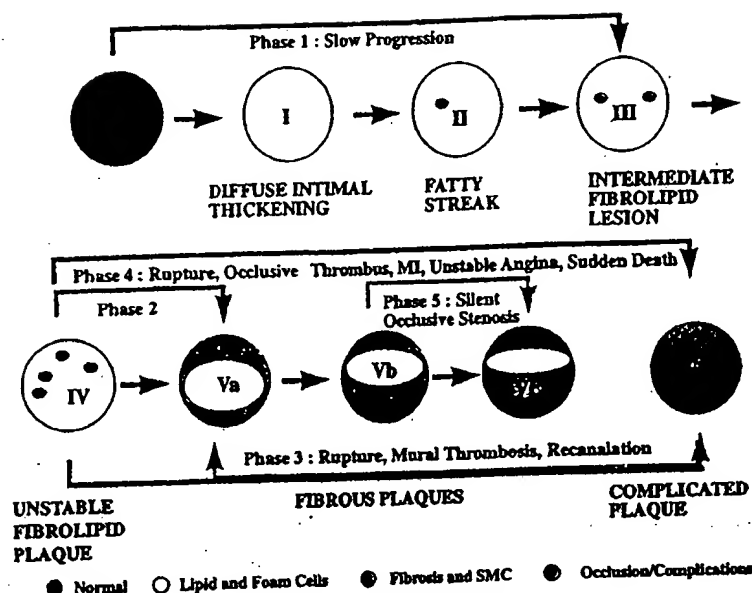 Phase 1 : Slow Progression
I
II
III
DIFFUSE INTIMAL
THICKENING
FATTY
STREAK
INTERMEDIATE
FIBROLIPID
LESION
Phase 4 : Rupture, Occlusive Thrombus, MI, Unstable Angina, Sudden Death
Phase 2
Phase 5 : Silent
Occlusive Stenosis
IV
Va
Vb
Phase 3 : Rupture, Mural Thrombosis, Recanalation
UNSTABLE
FIBROLIPID
PLAQUE
FIBROUS PLAQUES
COMPLICATED
PLAQUE
Normal
Lipid and Foam Cells
Fibrosis and SMC
Occlusion/Complications